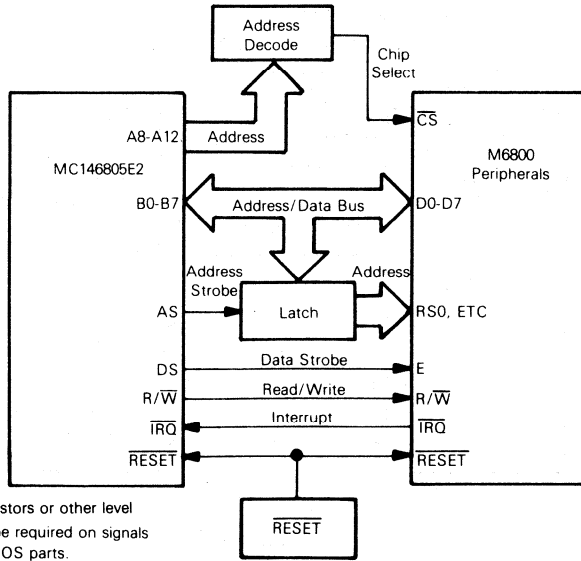 Address
Decode
Chip
Select
A8-A12
Address
CS
MC146805E2
M6800
Peripherals
B0-B7
Address/Data Bus
D0-D7
Address
Strobe
Address
AS
Latch
RS0, ETC
DS
Data Strobe
E
R/W
Read/Write
R/W
IRQ
Interrupt
IRQ
RESET
RESET
stors or other level
be required on signals
OS parts.
RESET